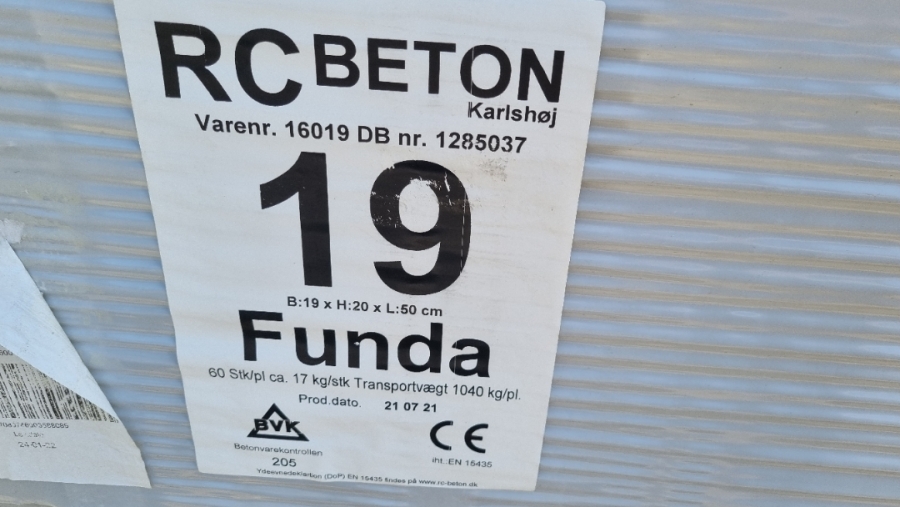 RC BETON
Karlshøj
Varenr. 16019 DB nr. 1285037
19
B:19 x H:20 x L:50 cm
Funda
60 Stk/pl ca. 17 kg/stk Transportvægt 1040 kg/pl.
Prod.dato. 21 07 21
BVK
Betonvarekontrollen
205
CE
iht.:EN 15435
Ydeevnedeklarbon (DoP) EN 15435 findes på www.rc-beton.dk
24-01-02